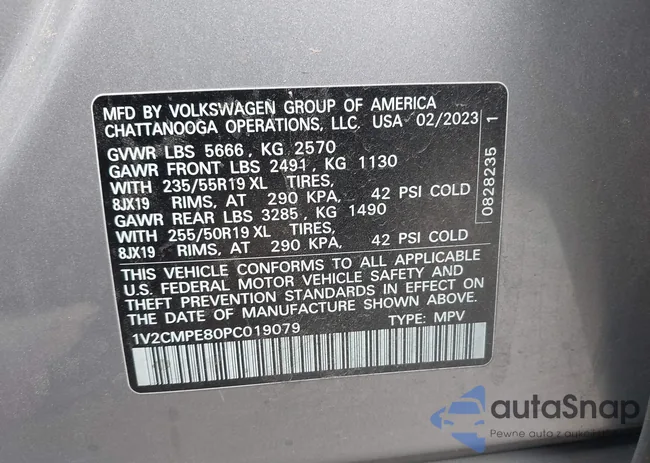 MFD BY VOLKSWAGEN GROUP OF AMERICA
CHATTANOOGA OPERATIONS, LLC. USA 02/2023
GVWR LBS 5666, KG 2570
GAWR FRONT LBS 2491, KG 1130
WITH 235/55R19 XL TIRES,
8JX19 RIMS, AT 290 KPA, 42 PSI COLD
GAWR REAR LBS 3285, KG 1490
WITH 255/50R19 XL TIRES,
8JX19 RIMS, AT 290 KPA, 42 PSI COLD
THIS VEHICLE CONFORMS TO ALL APPLICABLE
U.S. FEDERAL MOTOR VEHICLE SAFETY AND
THEFT PREVENTION STANDARDS IN EFFECT ON
THE DATE OF MANUFACTURE SHOWN ABOVE.
1V2CMPE80PC019079 TYPE: MPV
0828235 1
autaSnap
Pewne auta z aukcji